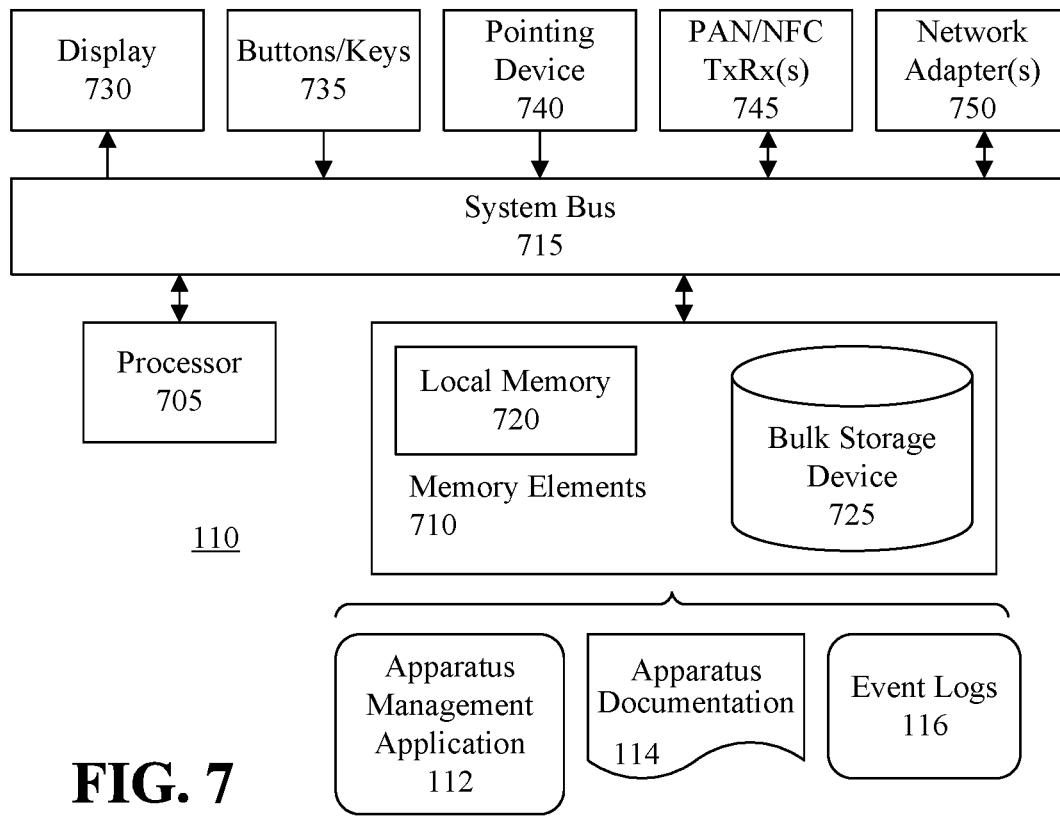 Display
730
Buttons/Keys
735
Pointing
Device
740
PAN/NFC
TxRx(s)
745
Network
Adapter(s)
750
System Bus
715
Processor
705
Local Memory
720
Memory Elements
710
Bulk Storage
Device
725
110
Apparatus
Management
Application
112
Apparatus
Documentation
114
Event Logs
116
FIG. 7